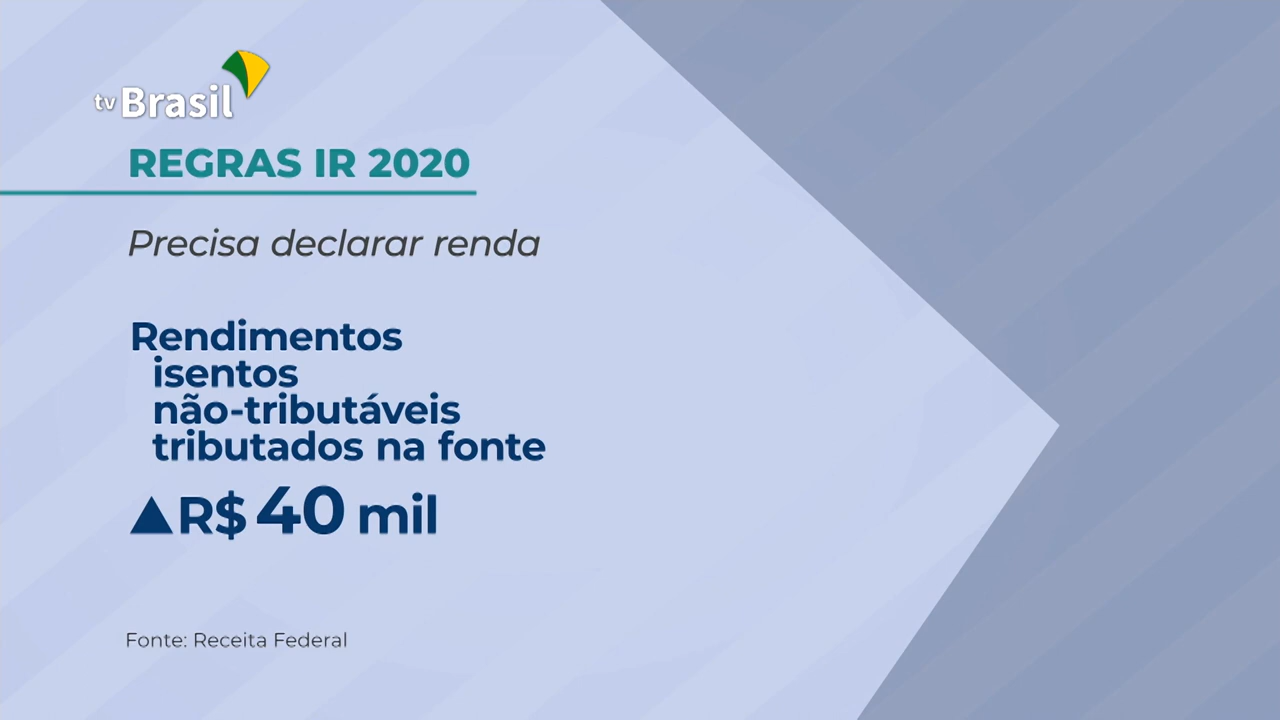 tv Brasil
REGRAS IR 2020
Precisa declarar renda
Rendimentos
isentos
não-tributáveis
tributados na fonte
▲R$ 40 mil
Fonte: Receita Federal